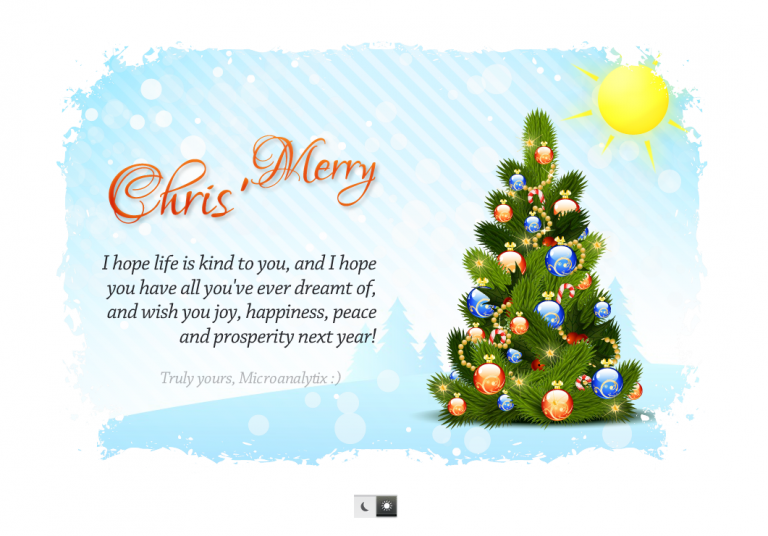 Chris' Merry
I hope life is kind to you, and I hope
you have all you've ever dreamt of,
and wish you joy, happiness, peace
and prosperity next year!
Truly yours, Microanalytix :)